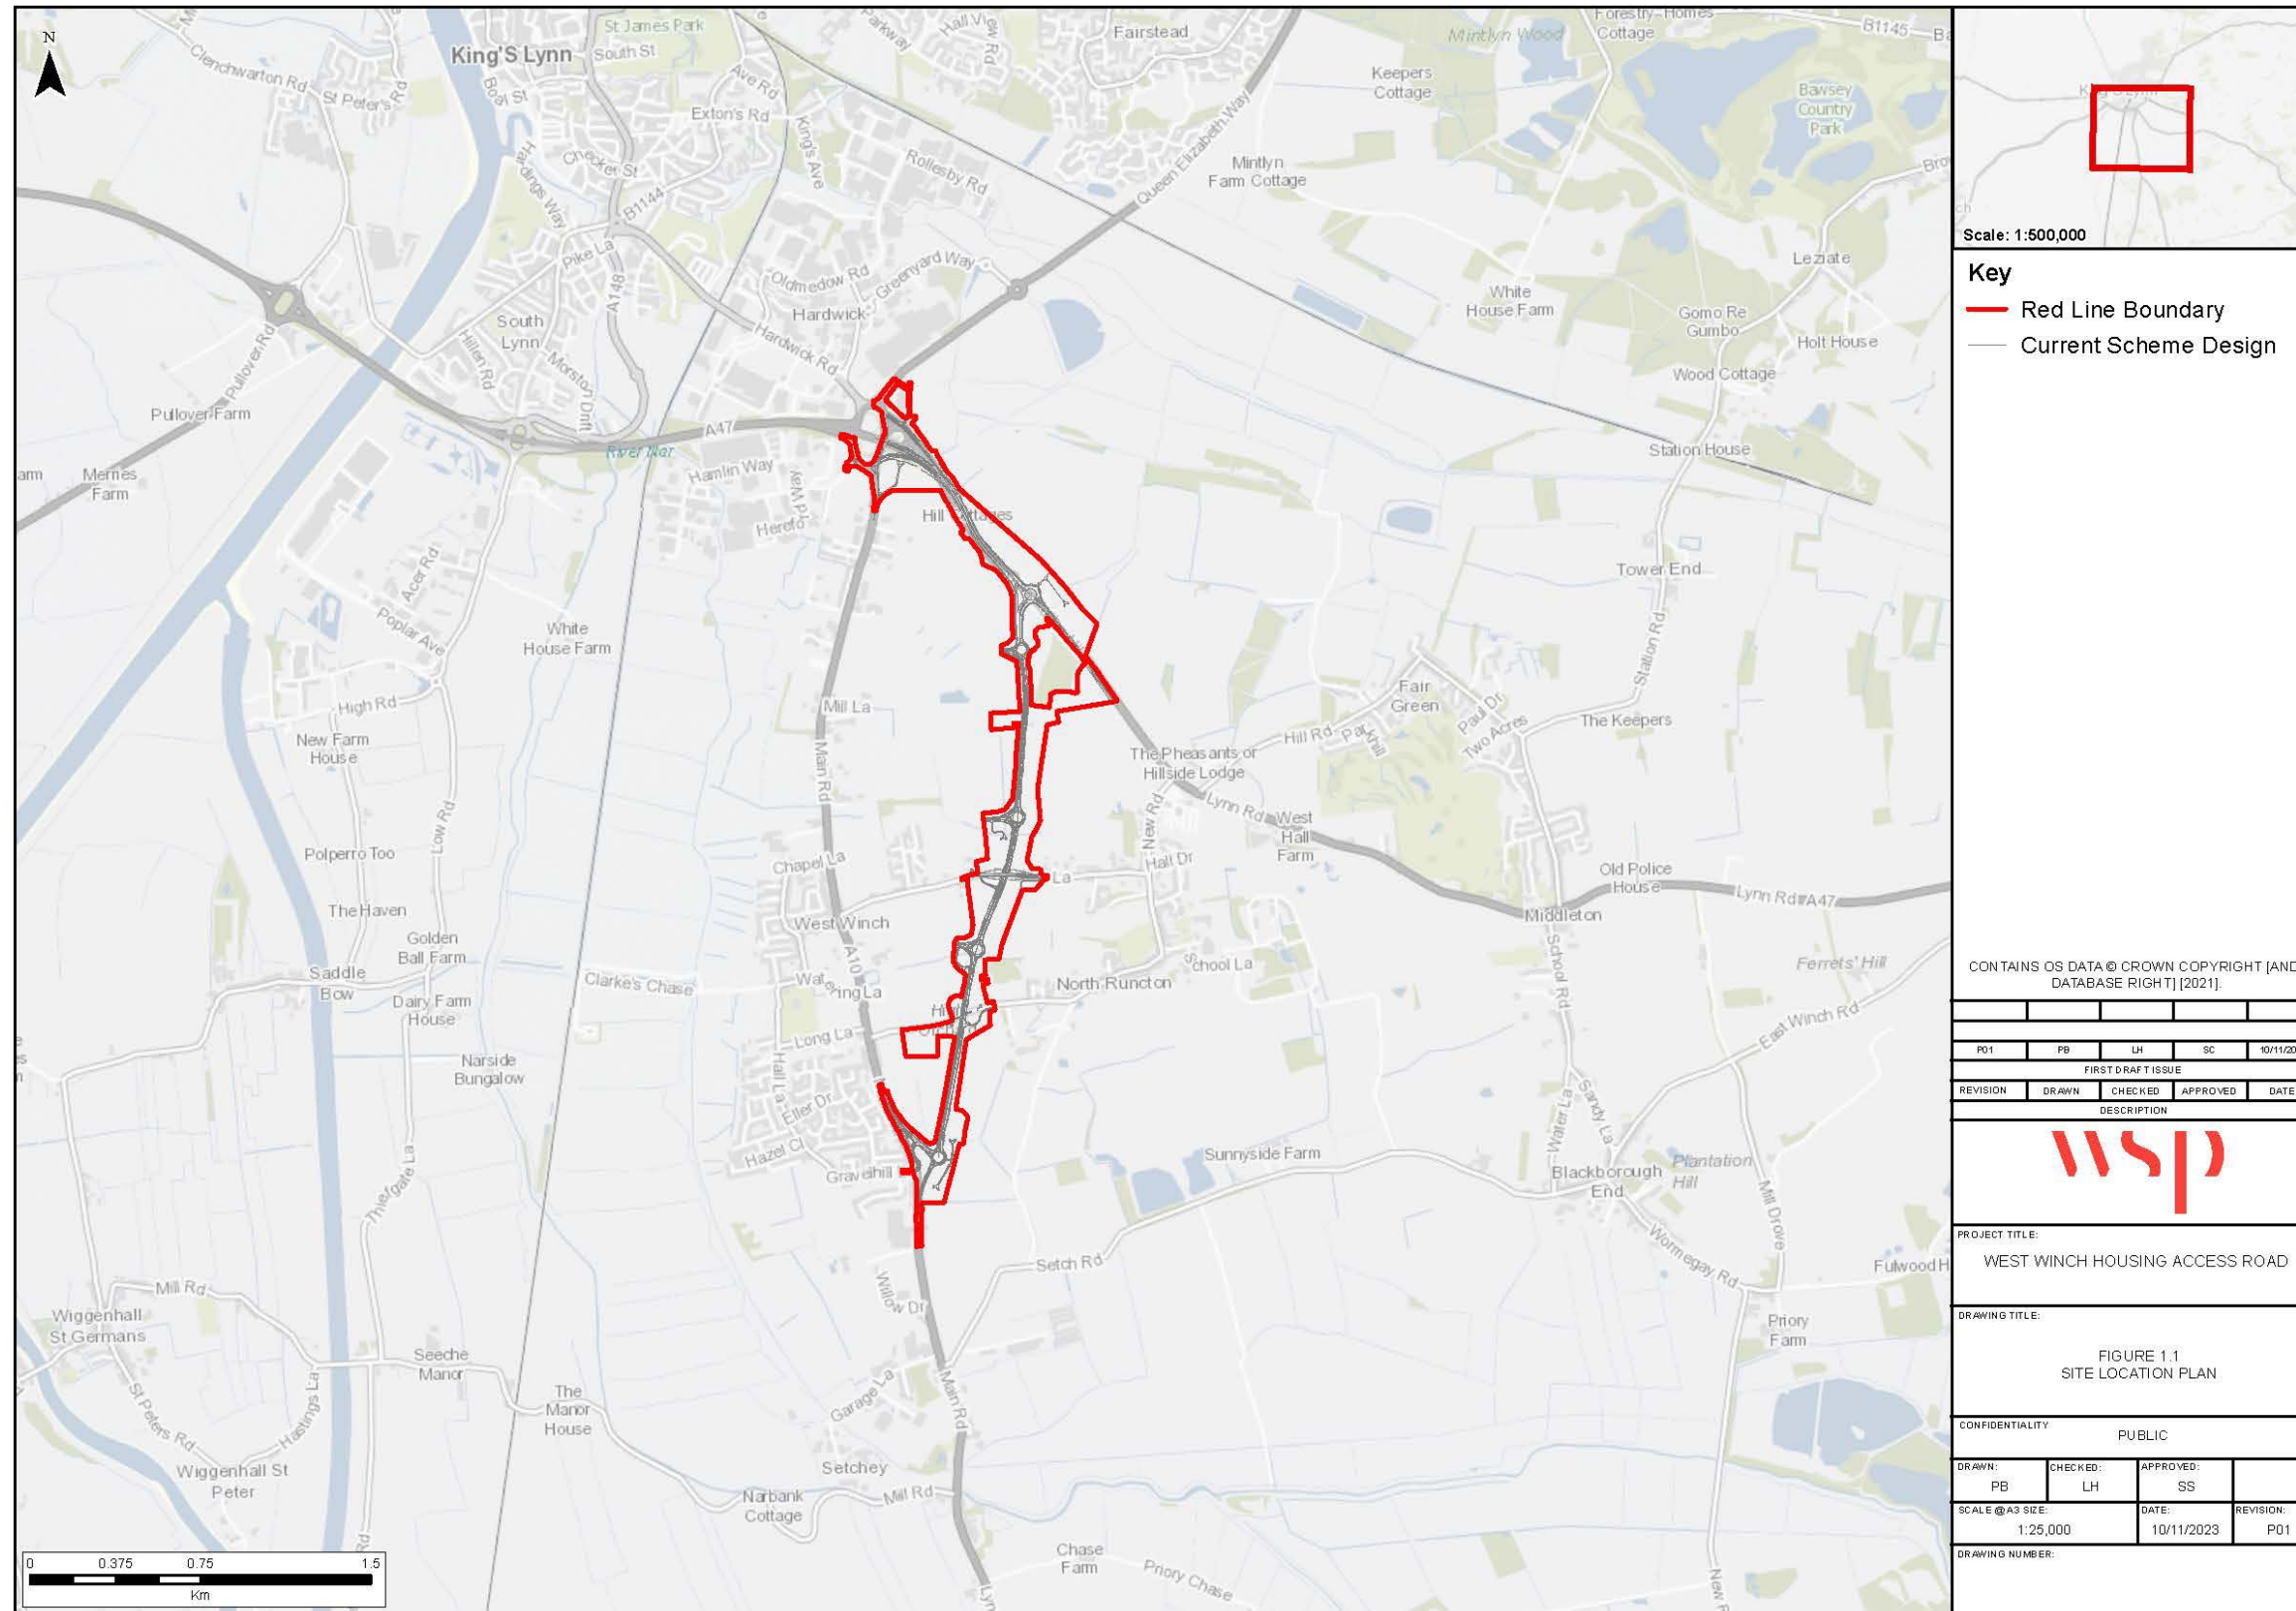 N
King'S Lynn
St James Park
South St
Clenchwarton Rd
St Peter's Rd
Boal St
Ave Rd
Exton's Rd
King's Ave
Parkway
Hall View Rd
Fairstead
Queen Elizabeth Way
Rollesby Rd
Hardings Way
Checker St
B1144
Pike La
A148
Mintlyn Wood
Forestry Homes
Cottage
B1145
Keepers
Cottage
Bawsey
Country
Park
Mintlyn
Farm Cottage
Leziate
Oldmedow Rd
Greenyard Way
Hardwick
Hardwick Rd
White
House Farm
Gomo Re
Gumbo
Holt House
Wood Cottage
Station House
South
Lynn
Hillen Rd
Morston Drift
Pullover Rd
Pullover Farm
Memes
Farm
A47
River Nar
Hamlin Way
Hill Cottages
Tower End
Station Rd
Acer Rd
Poplar Ave
White
House Farm
High Rd
New Farm
House
Low Rd
Mill La
Main Rd
Fair
Green
Paul Dr
Two Acres
The Keepers
Hill Rd
Parkhill
The Pheasants or
Hillside Lodge
Lynn Rd
West
Hall
Farm
New Rd
Hall Dr
La
Polperro Too
Chapel La
West Winch
A10
Old Police
House
Lynn Rd A47
Middleton
The Haven
Golden
Ball Farm
Saddle
Bow
Dairy Farm
House
Clarke's Chase
Watering La
North Runcton
School La
School Rd
Ferrets' Hill
East Winch Rd
Long La
Hall La
Eller Dr
Hazel Cl
Gravelhill
Narside
Bungalow
Thiefgate La
Sunnyside Farm
Water La
Sandy La
Blackborough
End
Plantation
Hill
Mill Drove
Wormegay Rd
Fulwood H
Setch Rd
Willow Dr
Mill Rd
Wiggenhall
St Germans
Seeche
Manor
The
Manor
House
Priory
Farm
St Peters Rd
Hastings La
Garage La
Main Rd
Wiggenhall St
Peter
Setchey
Mill Rd
Narbank
Cottage
Chase
Farm
Priory Chase
0 0.375 0.75 1.5
Km
Scale: 1:500,000
Key
Red Line Boundary
Current Scheme Design
CONTAINS OS DATA © CROWN COPYRIGHT [AND
DATABASE RIGHT] [2021].
P01 PB LH SC 10/11/20
FIRST DRAFT ISSUE
REVISION DRAWN CHECKED APPROVED DATE
DESCRIPTION
wsp
PROJECT TITLE:
WEST WINCH HOUSING ACCESS ROAD
DRAWING TITLE:
FIGURE 1.1
SITE LOCATION PLAN
CONFIDENTIALITY
PUBLIC
DRAWN: CHECKED: APPROVED:
PB LH SS
SCALE @ A3 SIZE: DATE: REVISION:
1:25,000 10/11/2023 P01
DRAWING NUMBER: